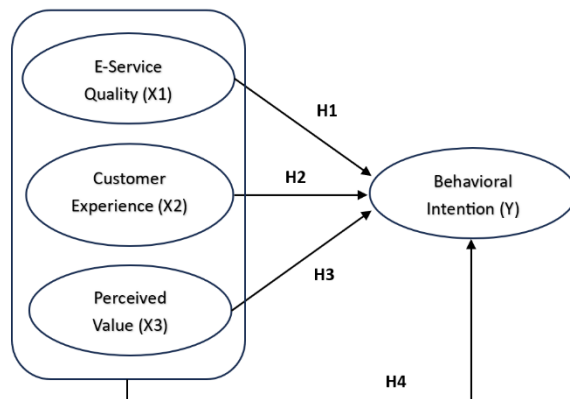 E-Service
Quality (X1)
H1
Customer
Experience (X2)
H2
Behavioral
Intention (Y)
Perceived
Value (X3)
H3
H4